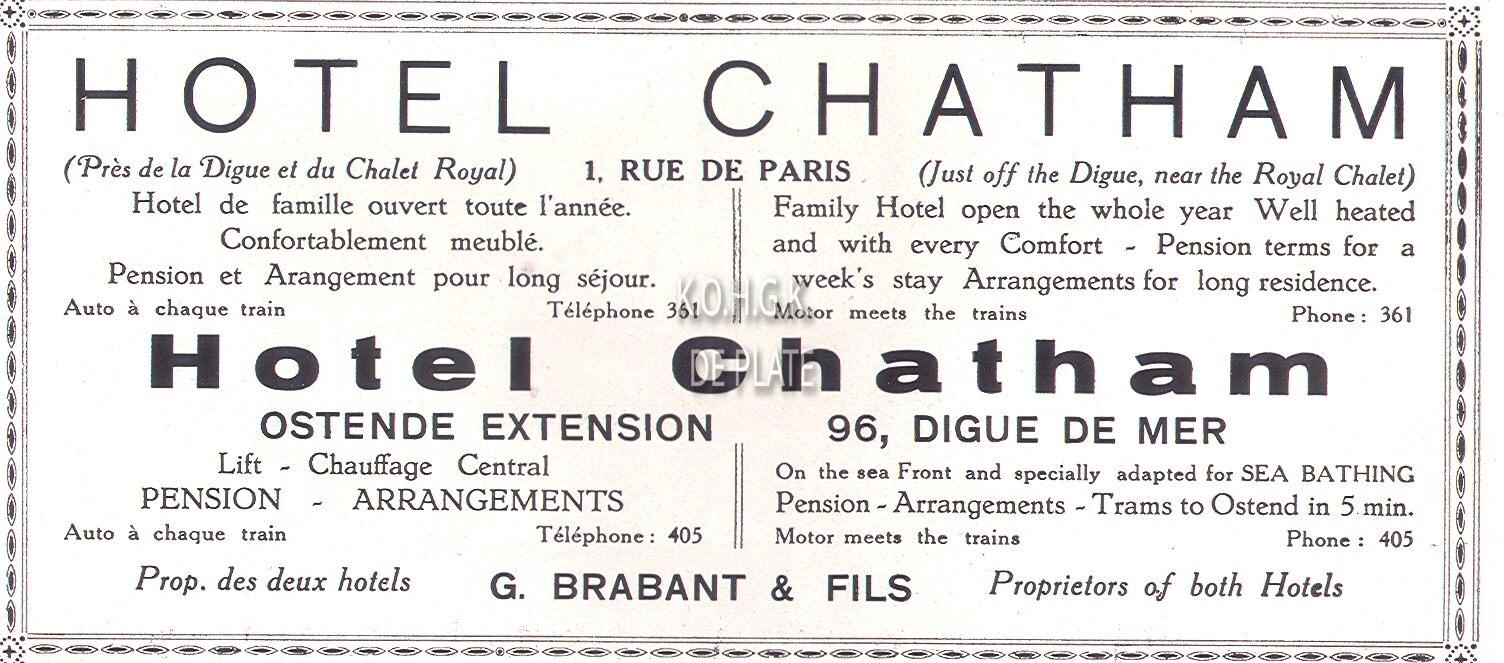 HOTEL CHATHAM
(Près de la Digue et du Chalet Royal) 1, RUE DE PARIS (Just off the Digue, near the Royal Chalet)
Hotel de famille ouvert toute l'année.
Confortablement meublé.
Pension et Arangement pour long séjour.
Auto à chaque train Téléphone 361
Family Hotel open the whole year Well heated
and with every Comfort - Pension terms for a
week's stay Arrangements for long residence.
Motor meets the trains Phone: 361
K.O.H.G.K
DE PLATE
Hotel Chatham
OSTENDE EXTENSION 96, DIGUE DE MER
Lift - Chauffage Central
PENSION - ARRANGEMENTS
Auto à chaque train Téléphone: 405
On the sea Front and specially adapted for SEA BATHING
Pension - Arrangements - Trams to Ostend in 5 min.
Motor meets the trains Phone: 405
Prop. des deux hotels G. BRABANT & FILS Proprietors of both Hotels